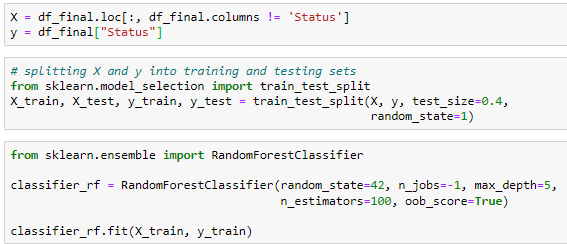 X = df_final.loc[:, df_final.columns != 'Status']
y = df_final["Status"]
# splitting X and y into training and testing sets
from sklearn.model_selection import train_test_split
X_train, X_test, y_train, y_test = train_test_split(X, y, test_size=0.4,
random_state=1)
from sklearn.ensemble import RandomForestClassifier
classifier_rf = RandomForestClassifier(random_state=42, n_jobs=-1, max_depth=5,
n_estimators=100, oob_score=True)
classifier_rf.fit(X_train, y_train)